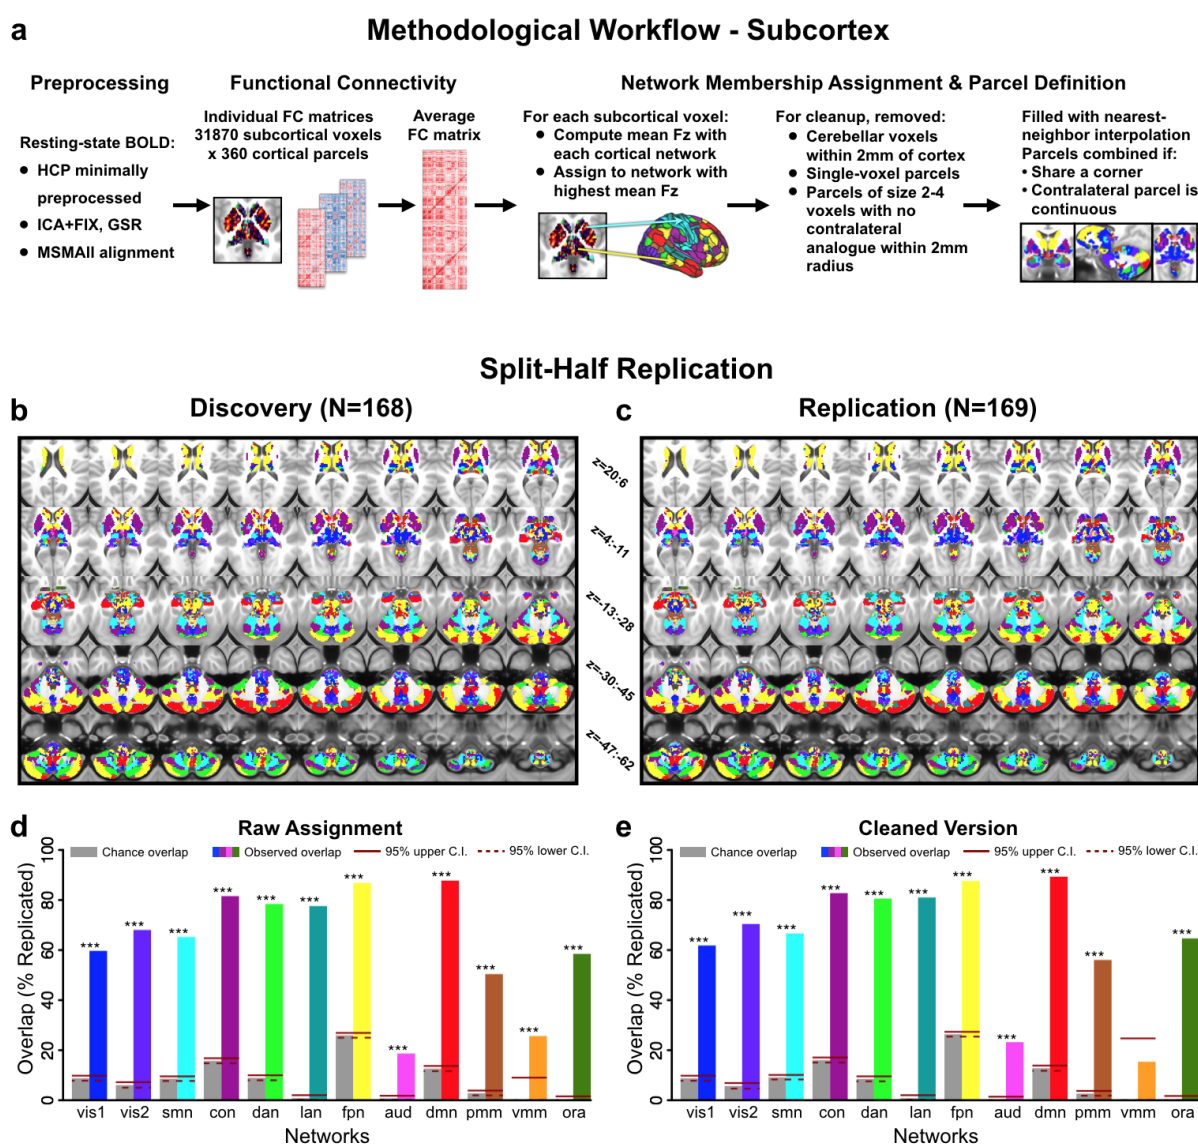 a
Methodological Workflow - Subcortex
Preprocessing
Functional Connectivity
Network Membership Assignment & Parcel Definition
Resting-state BOLD:
● HCP minimally
preprocessed
● ICA+FIX, GSR
● MSMAll alignment
Individual FC matrices
31870 subcortical voxels
x 360 cortical parcels
Average
FC matrix
For each subcortical voxel:
● Compute mean Fz with
each cortical network
● Assign to network with
highest mean Fz
For cleanup, removed:
● Cerebellar voxels
within 2mm of cortex
● Single-voxel parcels
● Parcels of size 2-4
voxels with no
contralateral
analogue within 2mm
radius
Filled with nearest-
neighbor interpolation
Parcels combined if:
• Share a corner
• Contralateral parcel is
continuous
Split-Half Replication
b
Discovery (N=168)
c
Replication (N=169)
z=20:6
z=4:-11
z=-13:-28
z=-30:-45
z=-47:-62
d
Raw Assignment
Chance overlap
Observed overlap
95% upper C.I.
95% lower C.I.
Overlap (% Replicated)
100
80
60
40
20
0
***
***
***
***
***
***
***
***
***
***
***
***
vis1 vis2 smn con dan lan fpn aud dmn pmm vmm ora
Networks
e
Cleaned Version
Chance overlap
Observed overlap
95% upper C.I.
95% lower C.I.
Overlap (% Replicated)
100
80
60
40
20
0
***
***
***
***
***
***
***
***
***
***
***
vis1 vis2 smn con dan lan fpn aud dmn pmm vmm ora
Networks